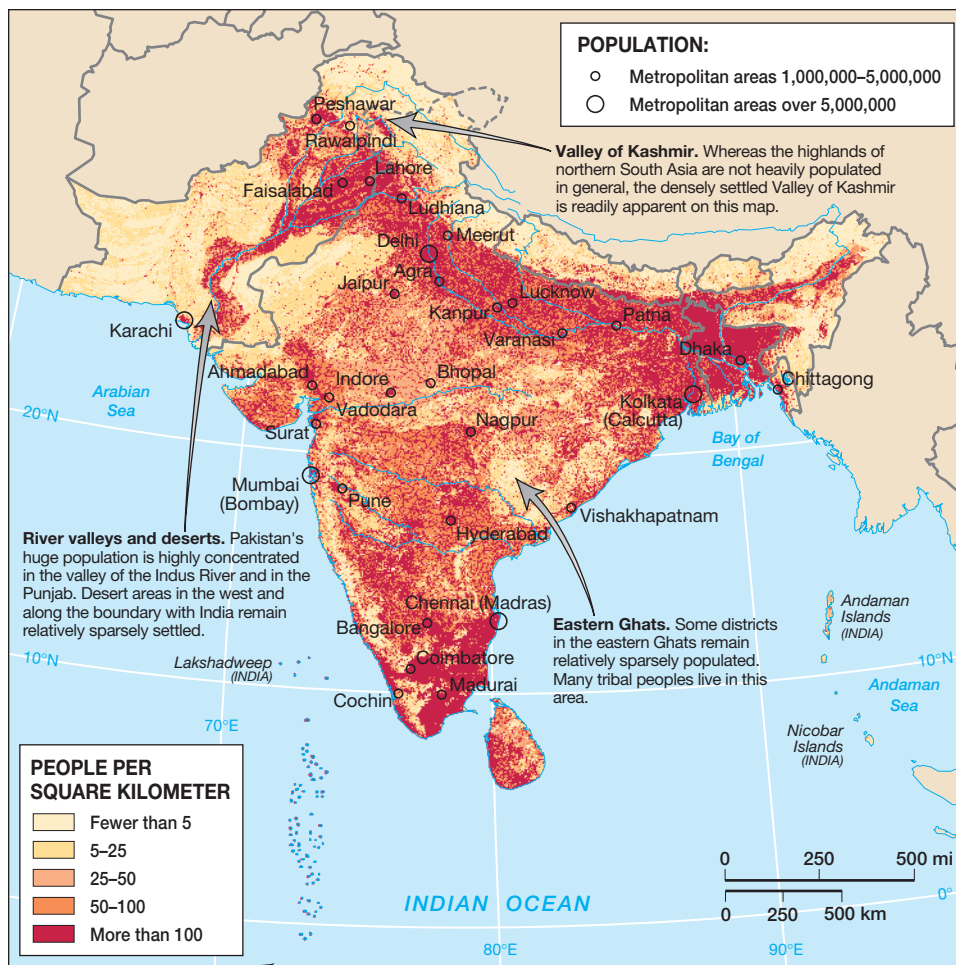 POPULATION:
Metropolitan areas 1,000,000–5,000,000
Metropolitan areas over 5,000,000
Peshawar
Rawalpindi
Valley of Kashmir. Whereas the highlands of
northern South Asia are not heavily populated
in general, the densely settled Valley of Kashmir
is readily apparent on this map.
Lahore
Faisalabad
Ludhiana
Delhi
Meerut
Agra
Jaipur
Lucknow
Kanpur
Patna
Karachi
Varanasi
Dhaka
Ahmadabad
Indore
Bhopal
Chittagong
Arabian
Sea
Vadodara
Kolkata
(Calcutta)
20°N
20°N
Nagpur
Surat
Bay of
Bengal
Mumbai
(Bombay)
Pune
Vishakhapatnam
Hyderabad
River valleys and deserts. Pakistan's
huge population is highly concentrated
in the valley of the Indus River and in the
Punjab. Desert areas in the west and
along the boundary with India remain
relatively sparsely settled.
Chennai (Madras)
Bangalore
Eastern Ghats. Some districts
in the eastern Ghats remain
relatively sparsely populated.
Many tribal peoples live in this
area.
Andaman
Islands
(INDIA)
10°N
Lakshadweep
(INDIA)
Coimbatore
10°N
Cochin
Madurai
Andaman
Sea
70°E
Nicobar
Islands
(INDIA)
PEOPLE PER
SQUARE KILOMETER
Fewer than 5
5–25
25–50
50–100
More than 100
0 250 500 mi
0 250 500 km
0°
INDIAN OCEAN
80°E
90°E